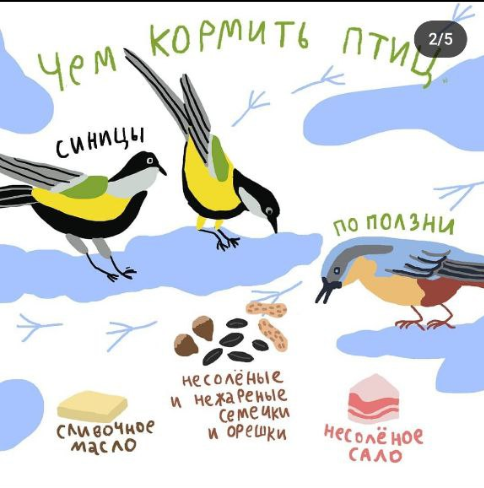 Чем кормить птиц.
2/5
синицы
поползни
несолёные
и нежареные
семечки
и орешки
сливочное
масло
несолёное
сало